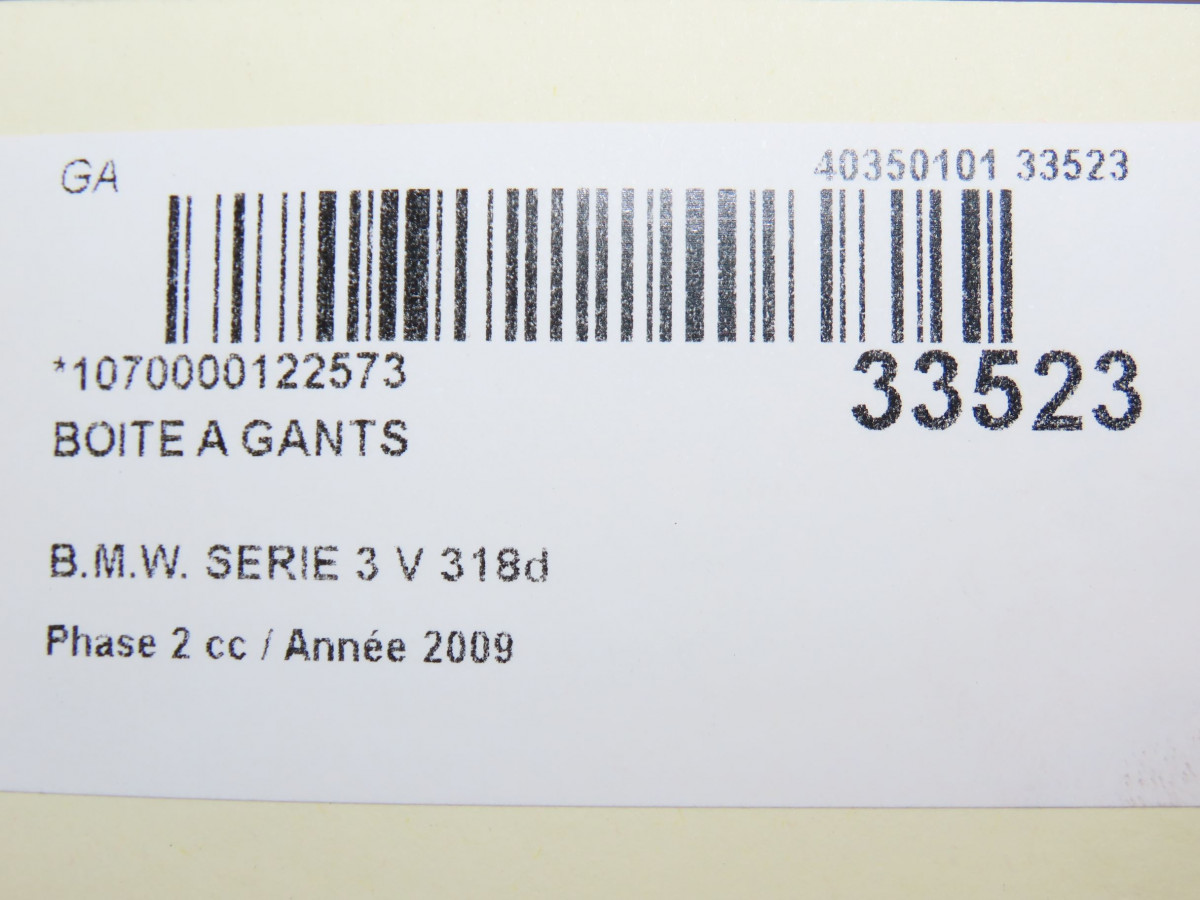 GA
40350101 33523
*1070000122573
33523
BOITE A GANTS
B.M.W. SERIE 3 V 318d
Phase 2 cc / Année 2009